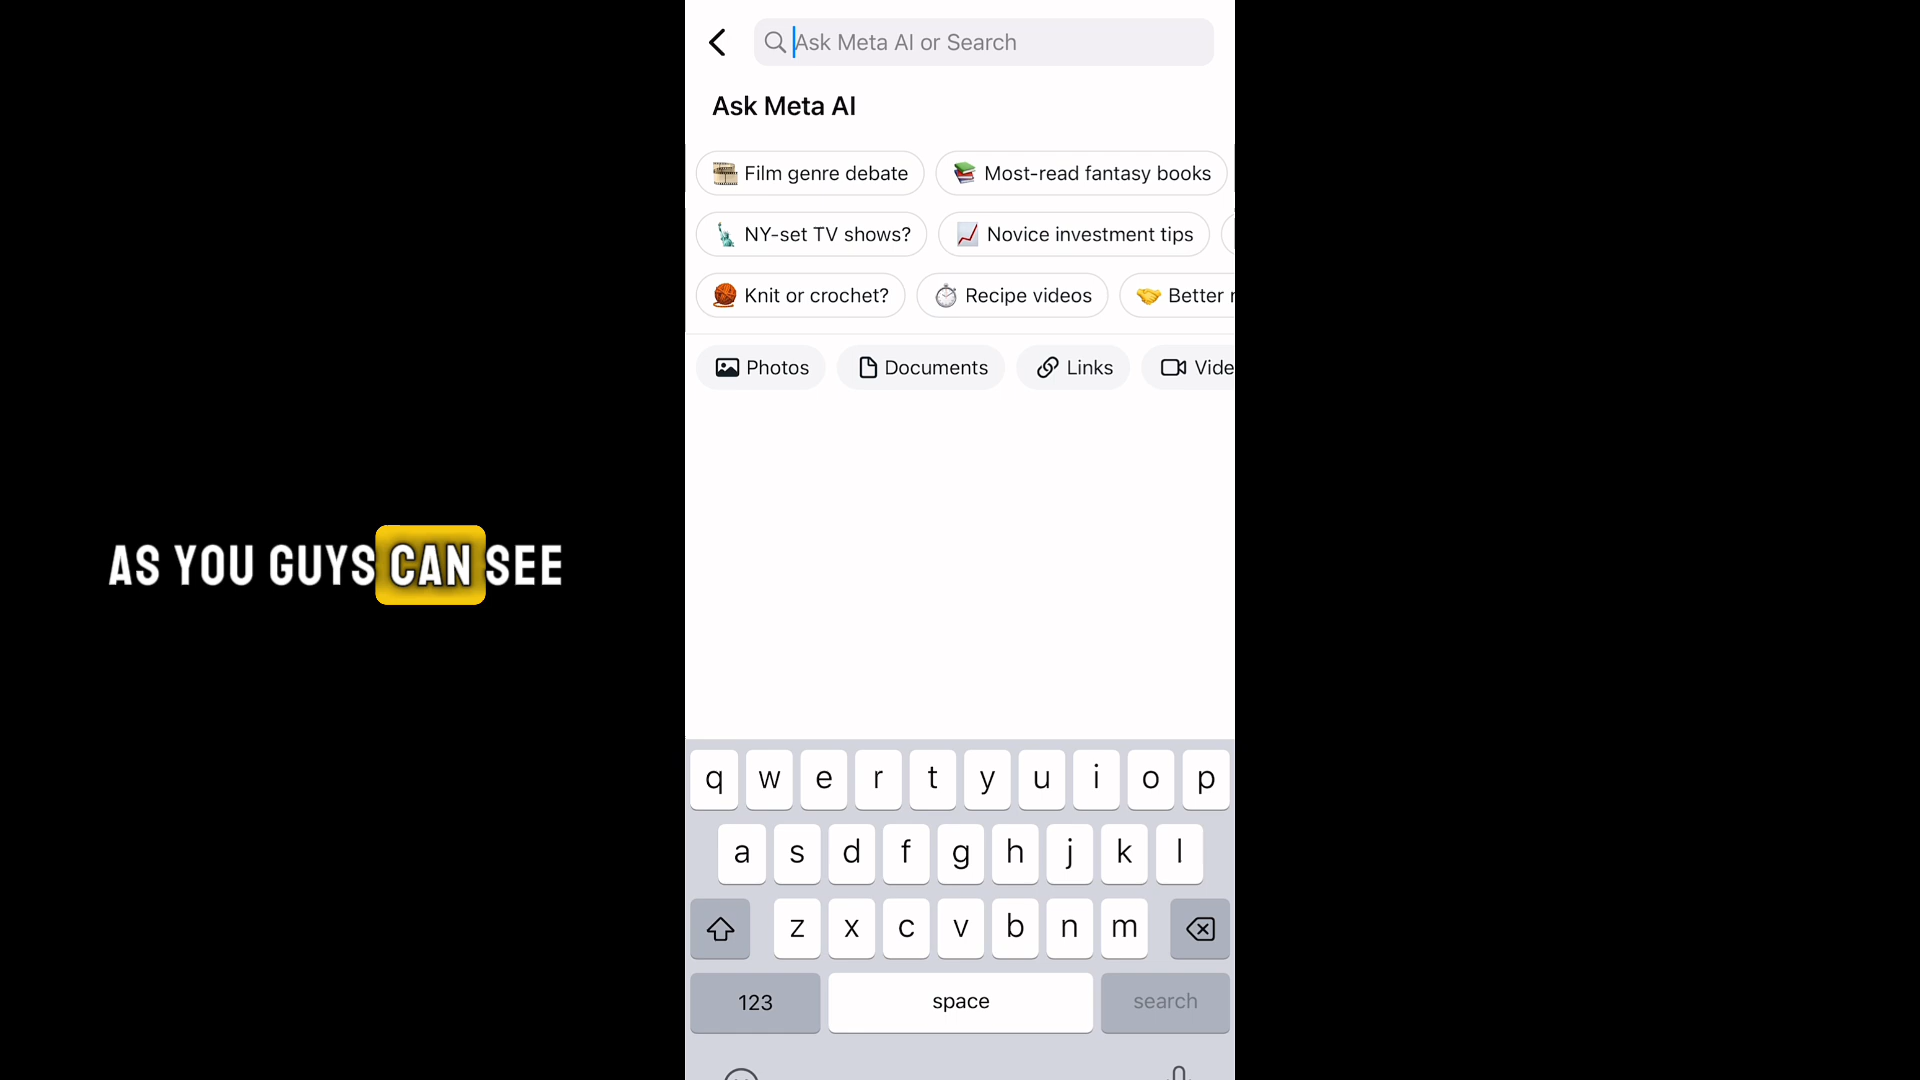 Ask Meta AI or Search
Ask Meta AI
Film genre debate Most-read fantasy books
NY-set TV shows? Novice investment tips
Knit or crochet? Recipe videos Better
Photos Documents Links Vide
AS YOU GUYS CAN SEE
q w e r t y u i o p
a s d f g h j k l
z x c v b n m
123 space search